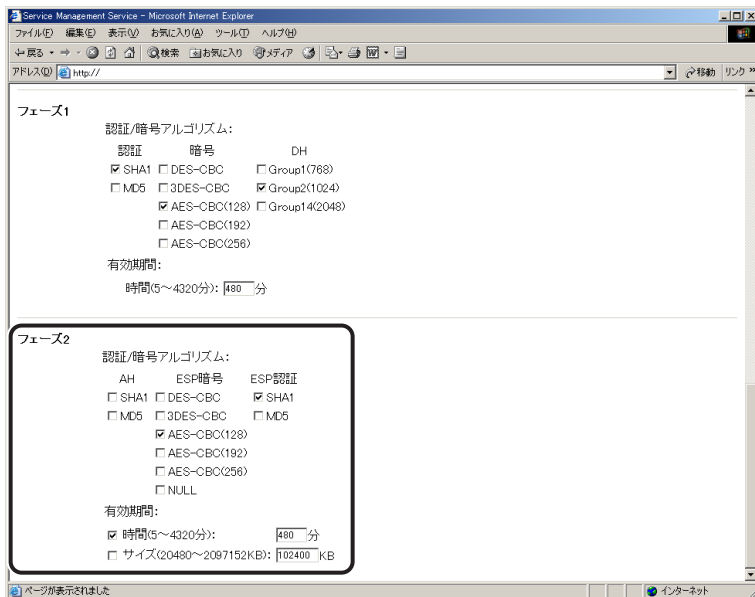 Service Management Service - Microsoft Internet Explorer
ファイル(F) 編集(E) 表示(V) お気に入り(A) ツール(T) ヘルプ(H)
戻る 検索 お気に入り メディア
アドレス(D) http:// 移動 リンク »
フェーズ1
認証/暗号アルゴリズム:
認証 暗号 DH
SHA1 DES-CBC Group1(768)
MD5 3DES-CBC Group2(1024)
AES-CBC(128) Group14(2048)
AES-CBC(192)
AES-CBC(256)
有効期間:
時間(5～4320分): 480 分
フェーズ2
認証/暗号アルゴリズム:
AH ESP暗号 ESP認証
SHA1 DES-CBC SHA1
MD5 3DES-CBC MD5
AES-CBC(128)
AES-CBC(192)
AES-CBC(256)
NULL
有効期間:
時間(5～4320分): 480 分
サイズ(20480～2097152KB): 102400 KB
ページが表示されました インターネット